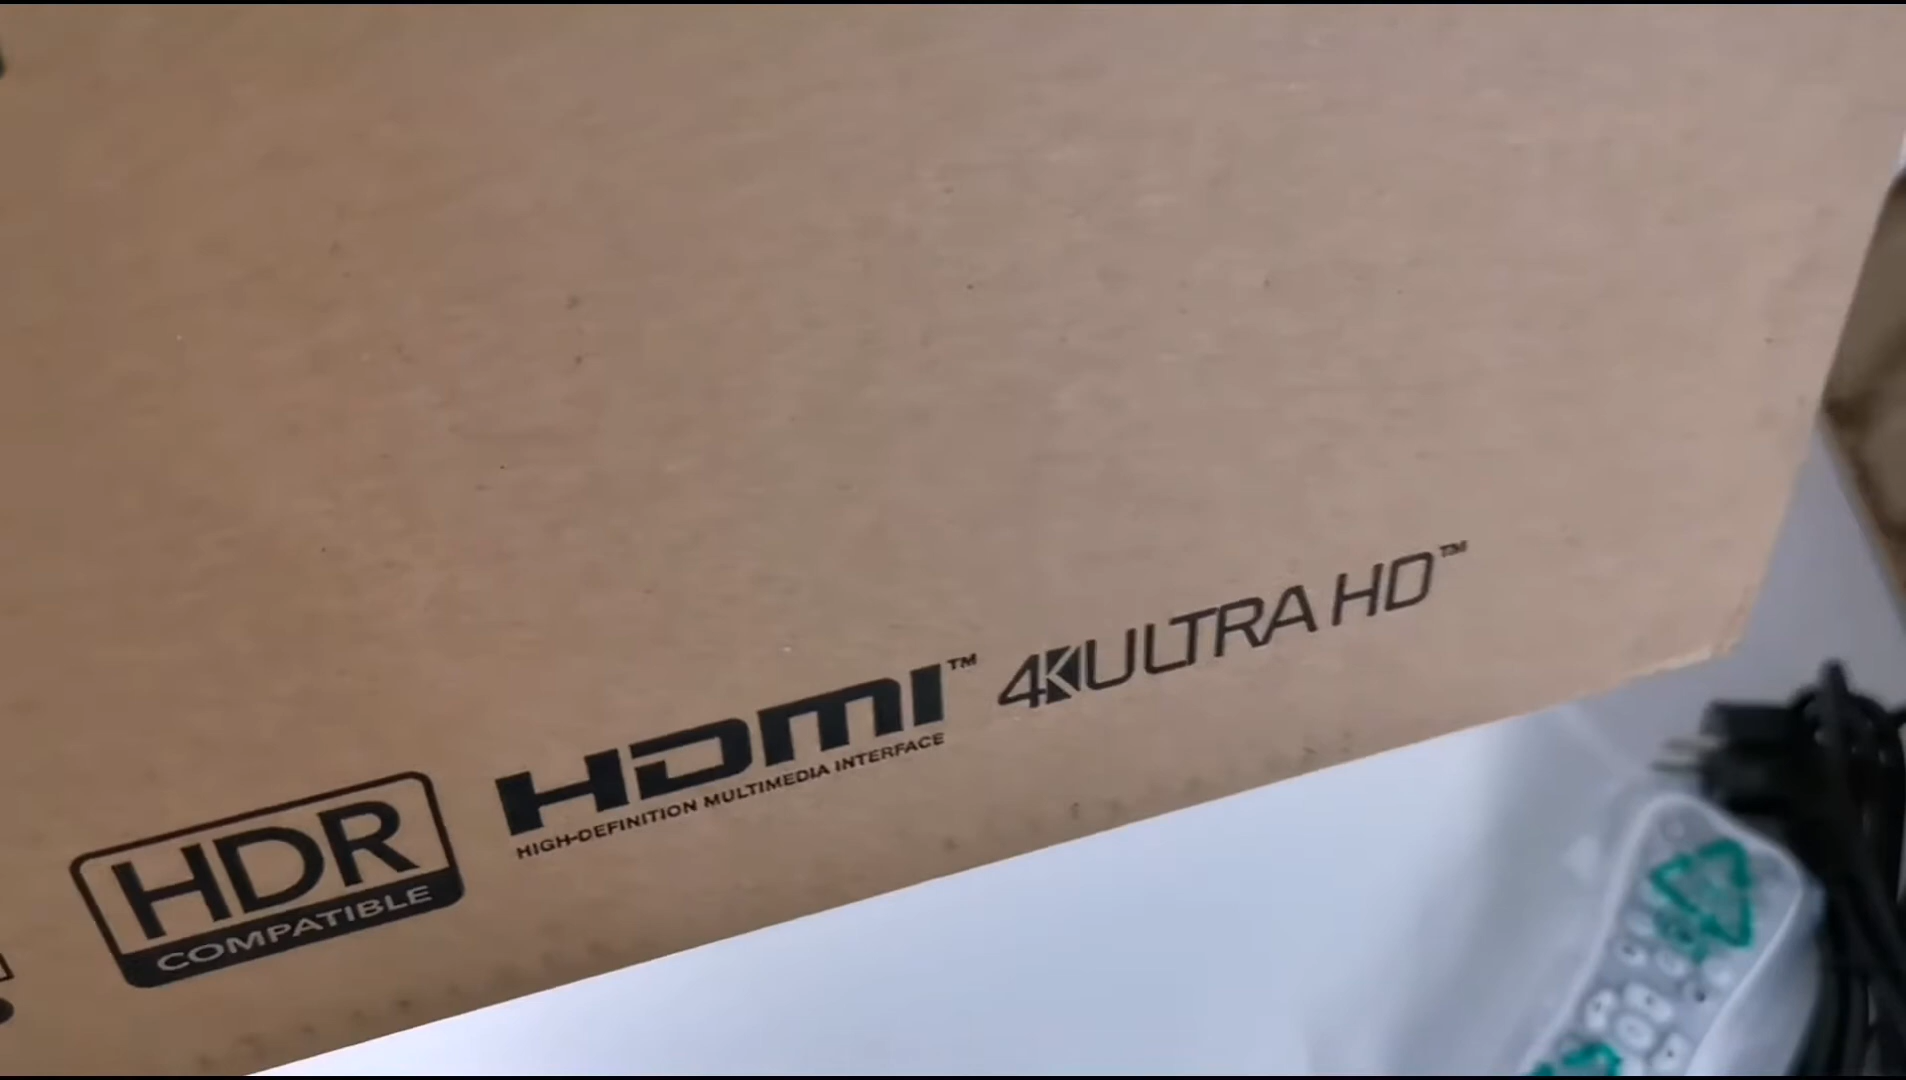 HDR
COMPATIBLE
HDMI™
HIGH-DEFINITION MULTIMEDIA INTERFACE
4K ULTRA HD™